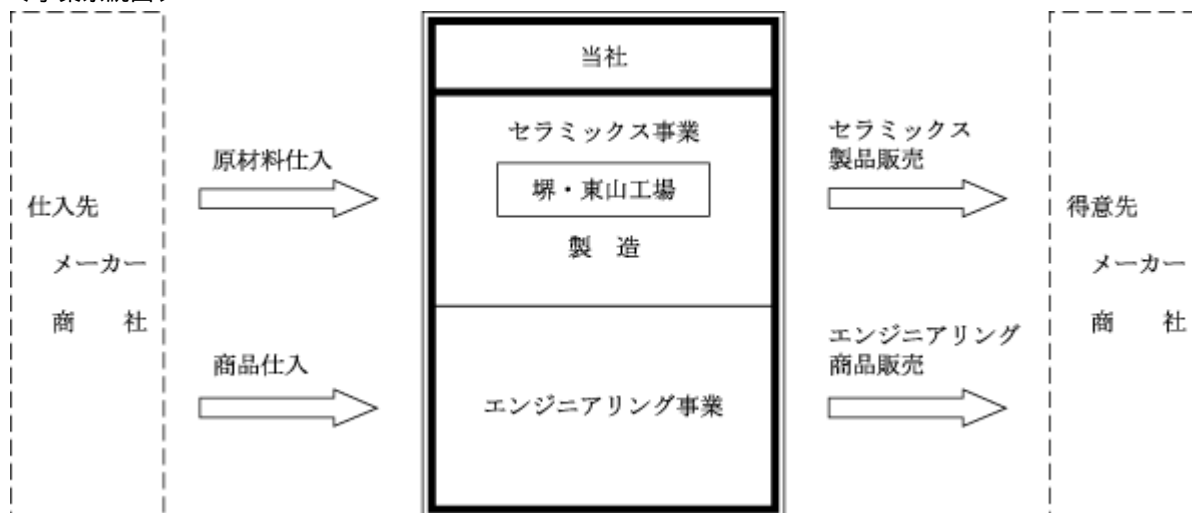 当社
セラミックス事業
堺・東山工場
製 造
エンジニアリング事業
仕入先
メーカー
商 社
原材料仕入
商品仕入
セラミックス
製品販売
エンジニアリング
商品販売
得意先
メーカー
商 社